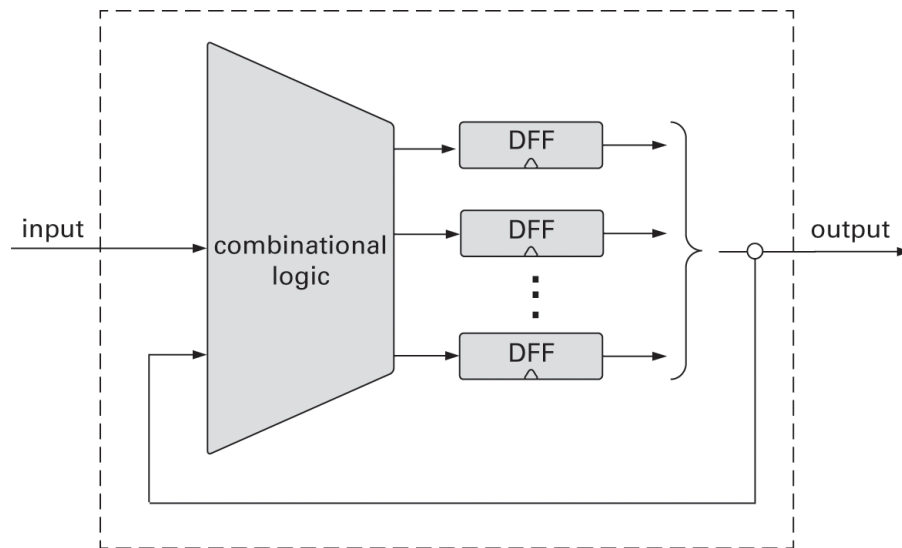 DFF
input
DFF
output
combinational
logic
DFF